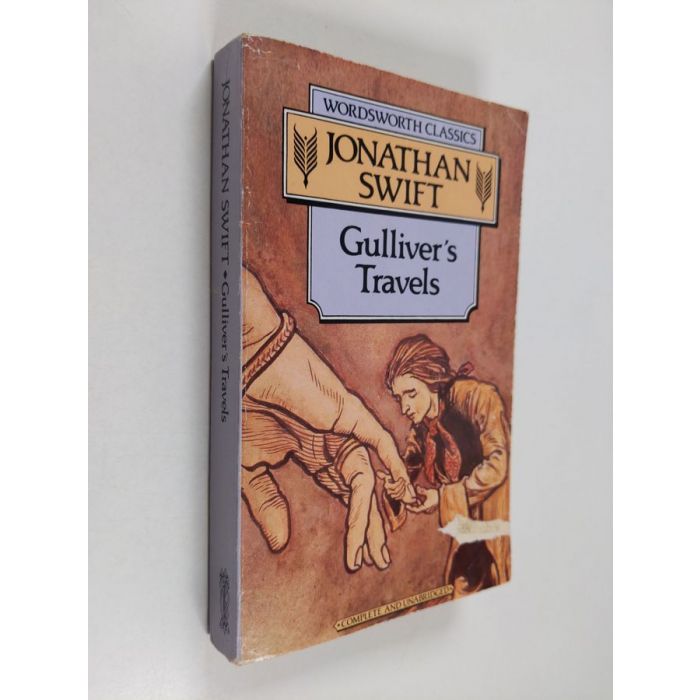 WORDSWORTH CLASSICS
JONATHAN
SWIFT
Gulliver's
Travels
COMPLETE AND UNABRIDGED
JONATHAN SWIFT ◆ Gulliver's Travels